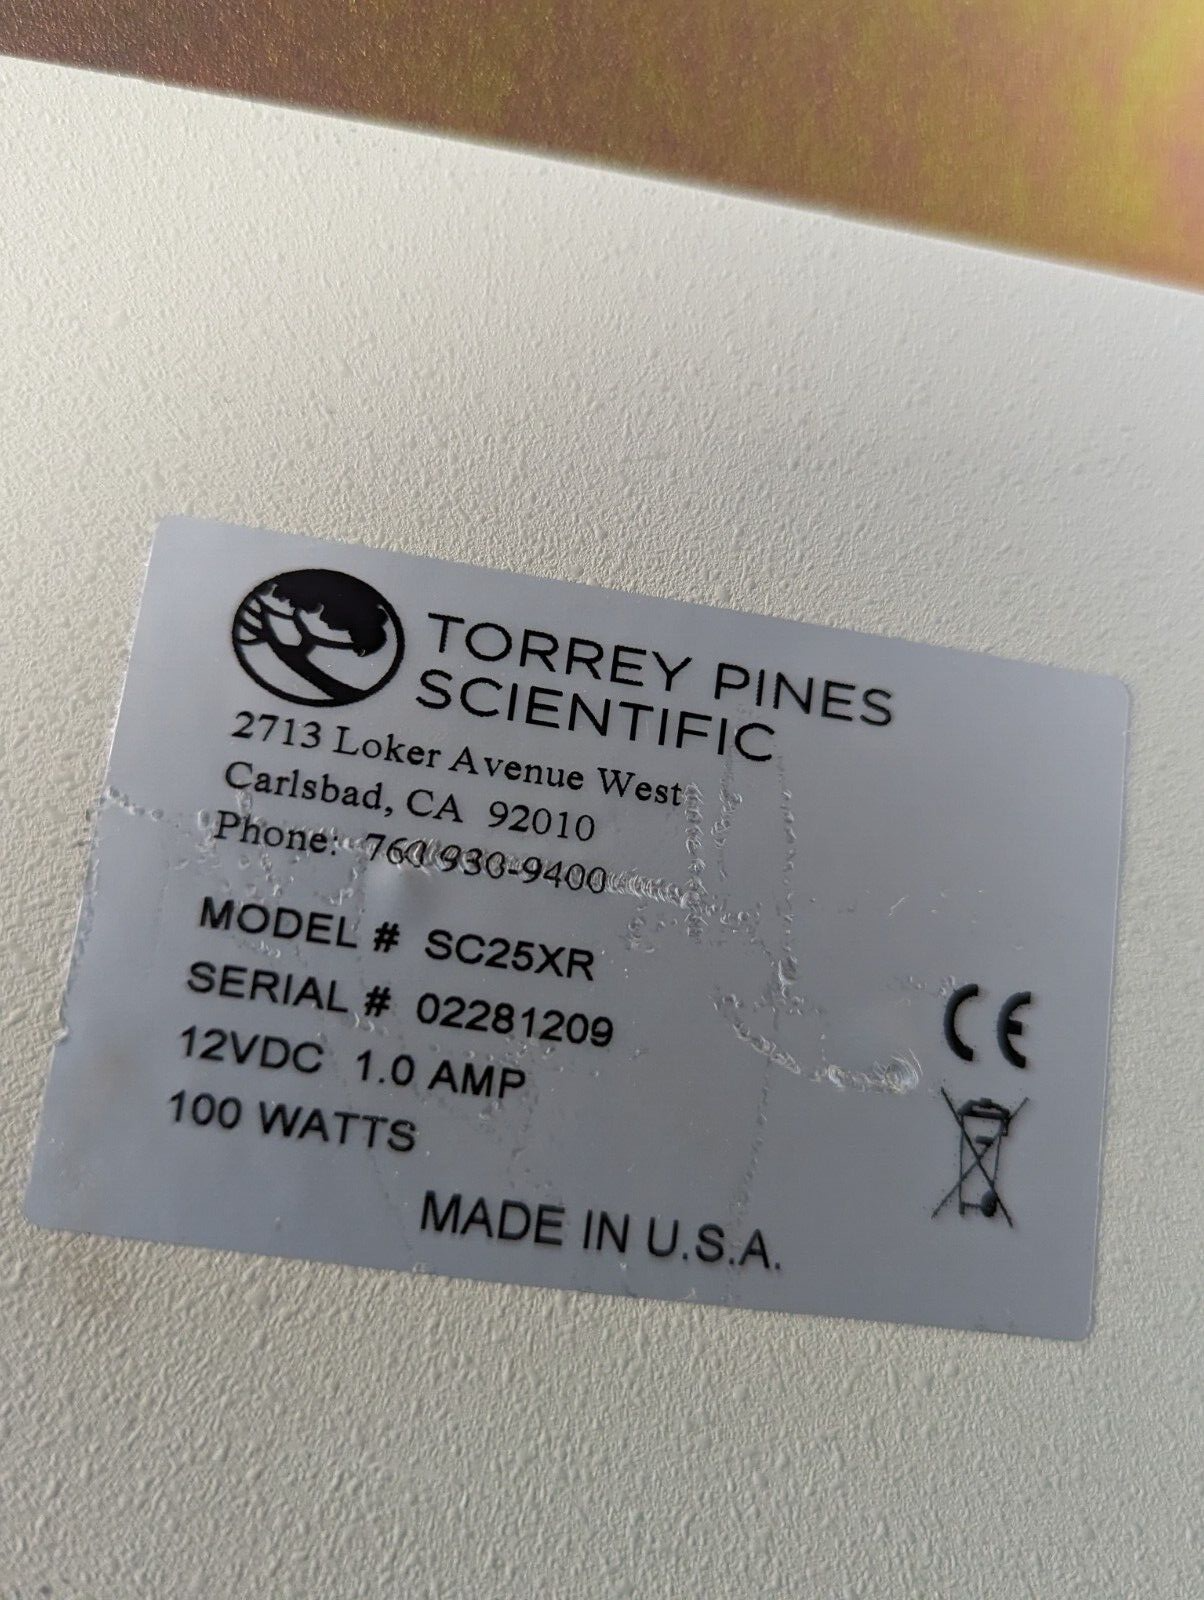 TORREY PINES
SCIENTIFIC
2713 Loker Avenue West
Carlsbad, CA 92010
Phone: 760 930-9400
MODEL # SC25XR
SERIAL # 02281209
12VDC 1.0 AMP
100 WATTS
CE
MADE IN U.S.A.